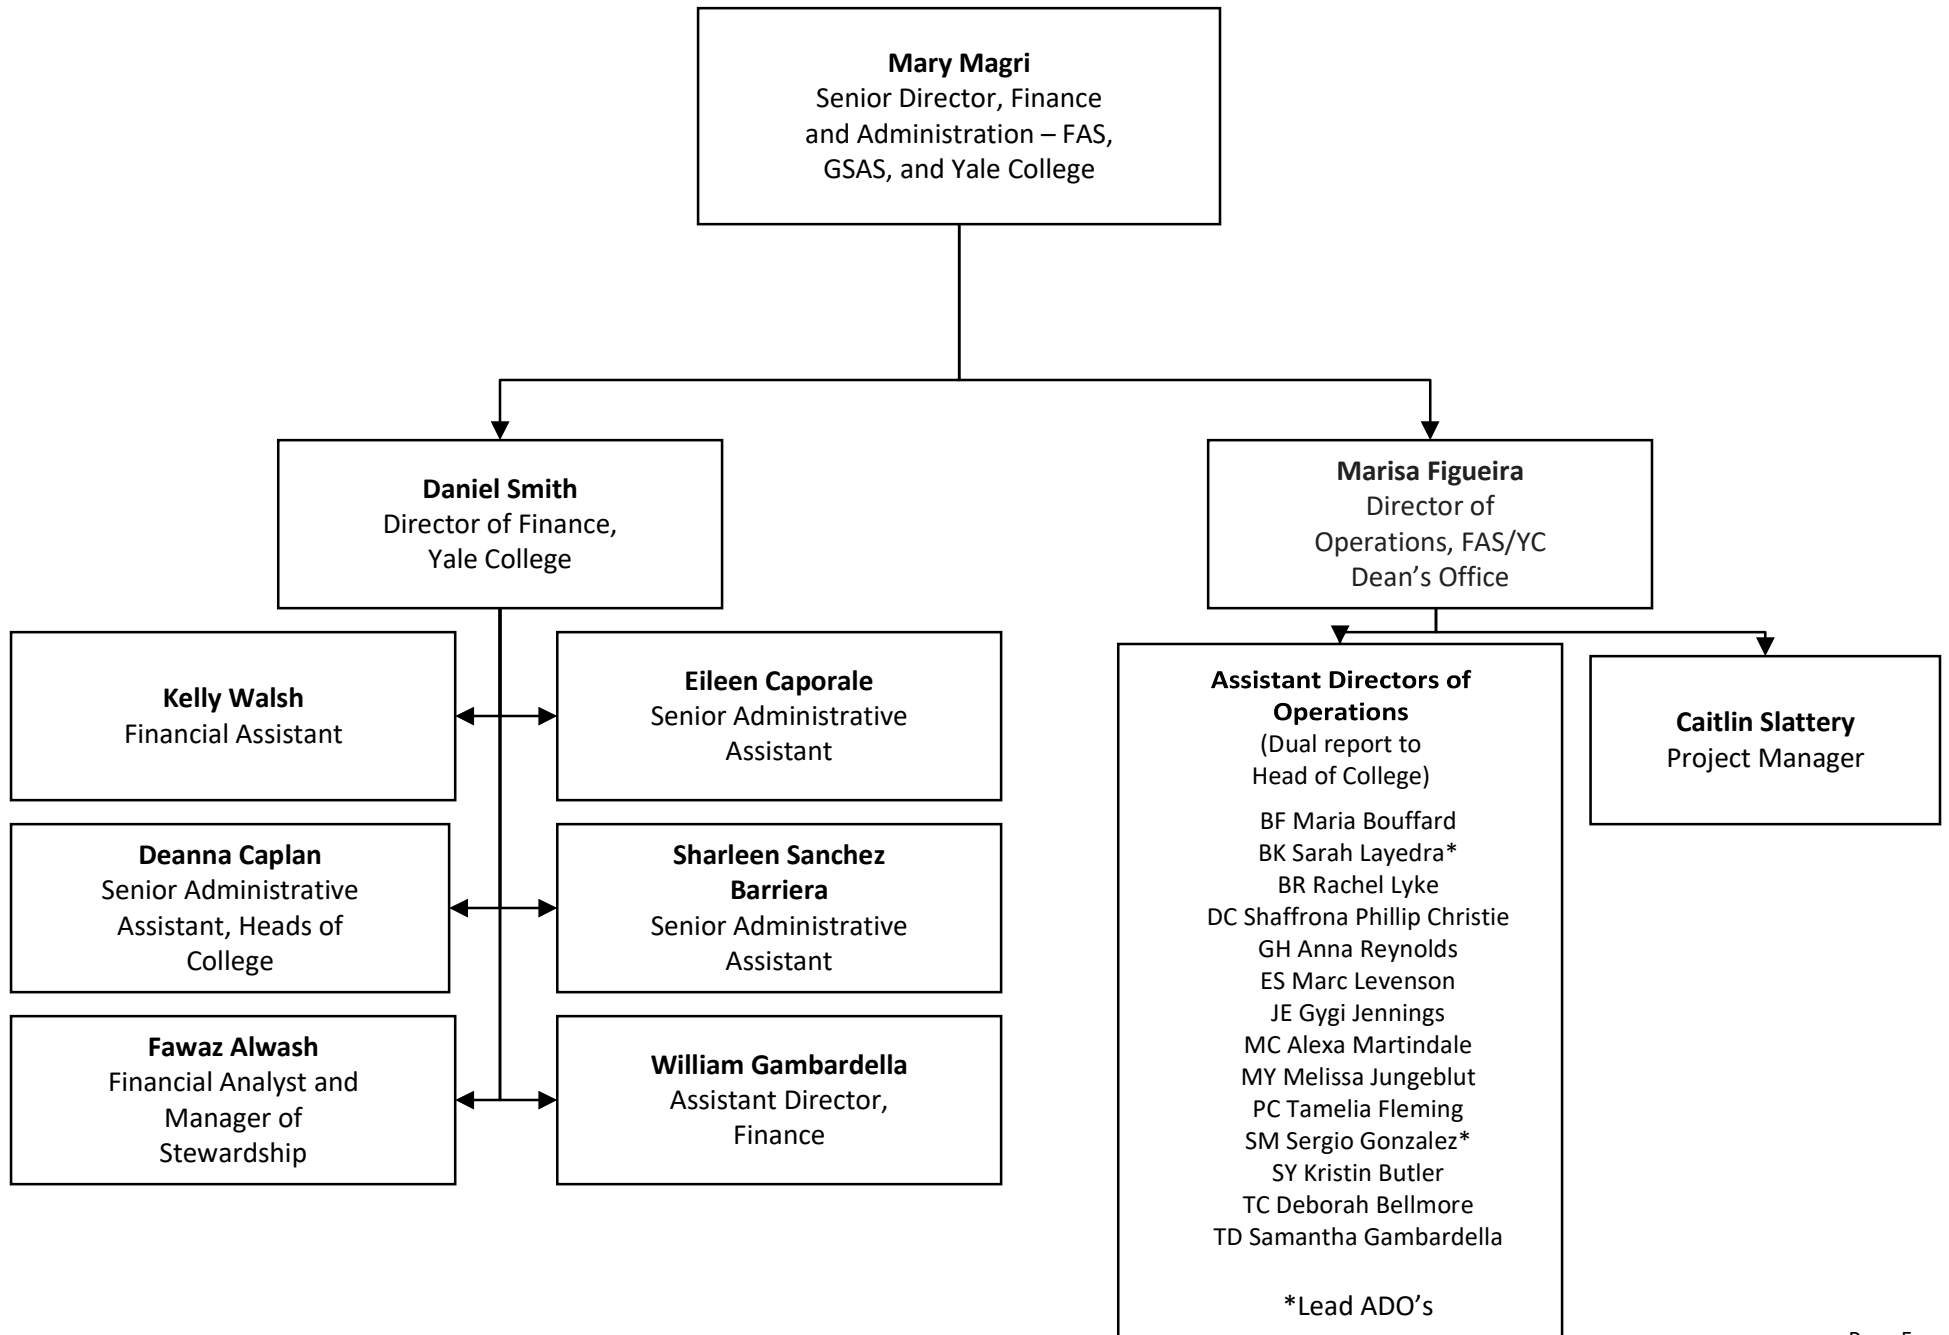 Mary Magri
Senior Director, Finance
and Administration – FAS,
GSAS, and Yale College
Daniel Smith
Director of Finance,
Yale College
Marisa Figueira
Director of
Operations, FAS/YC
Dean’s Office
Kelly Walsh
Financial Assistant
Eileen Caporale
Senior Administrative
Assistant
Deanna Caplan
Senior Administrative
Assistant, Heads of
College
Sharleen Sanchez
Barriera
Senior Administrative
Assistant
Fawaz Alwash
Financial Analyst and
Manager of
Stewardship
William Gambardella
Assistant Director,
Finance
Assistant Directors of
Operations
(Dual report to
Head of College)
BF Maria Bouffard
BK Sarah Layedra*
BR Rachel Lyke
DC Shaffrona Phillip Christie
GH Anna Reynolds
ES Marc Levenson
JE Gygi Jennings
MC Alexa Martindale
MY Melissa Jungeblut
PC Tamelia Fleming
SM Sergio Gonzalez*
SY Kristin Butler
TC Deborah Bellmore
TD Samantha Gambardella
*Lead ADO’s
Caitlin Slattery
Project Manager